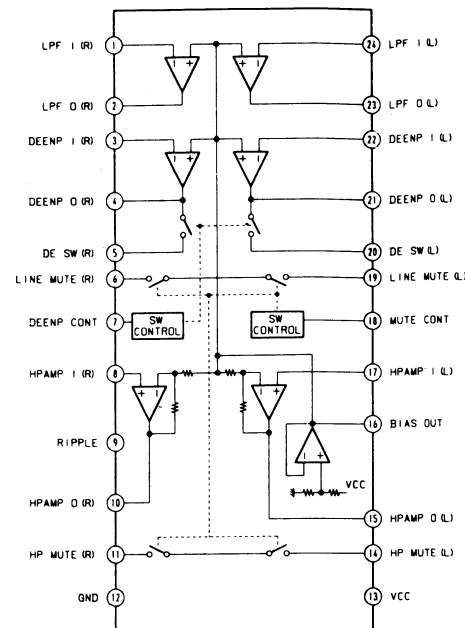 LPF I (R) 1
24 LPF I (L)
LPF O (R) 2
23 LPF O (L)
DEENP I (R) 3
22 DEENP I (L)
DEENP O (R) 4
21 DEENP O (L)
DE SW (R) 5
20 DE SW (L)
LINE MUTE (R) 6
19 LINE MUTE (L)
DEENP CONT 7
SW CONTROL
SW CONTROL
18 MUTE CONT
HPAMP I (R) 8
17 HPAMP I (L)
RIPPLE 9
16 BIAS OUT
VCC
HPAMP O (R) 10
15 HPAMP O (L)
HP MUTE (R) 11
14 HP MUTE (L)
GND 12
13 VCC